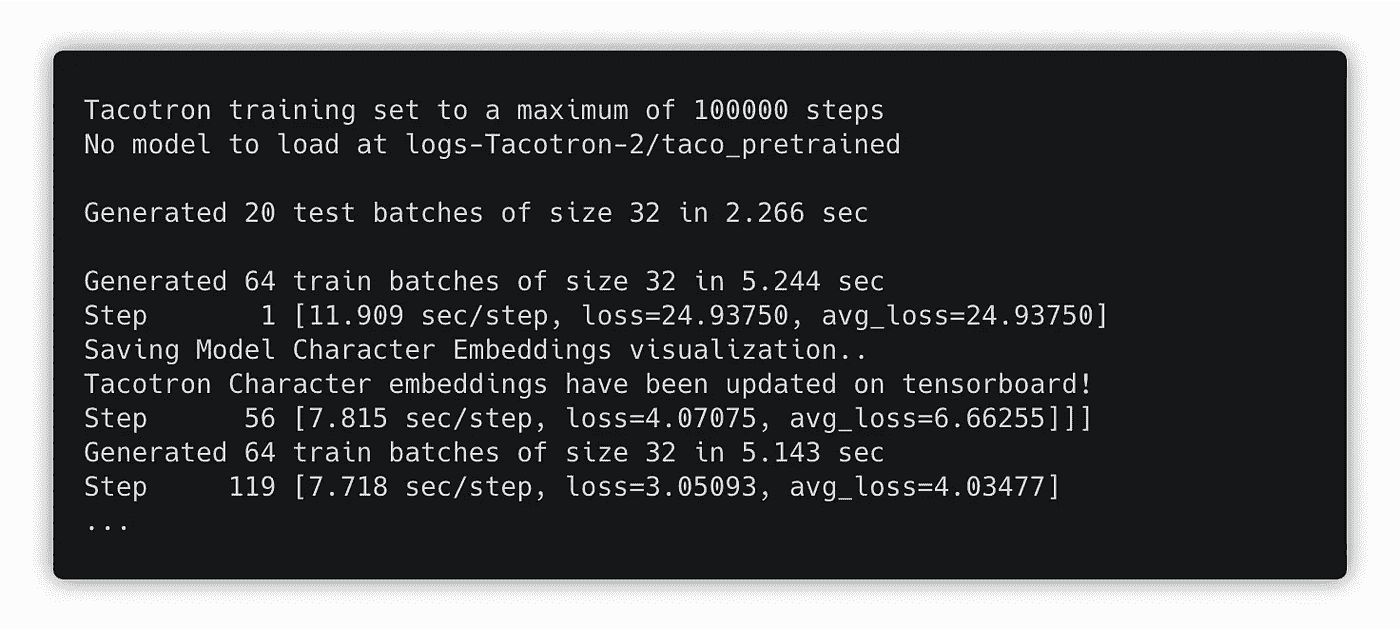 Tacotron training set to a maximum of 100000 steps
No model to load at logs-Tacotron-2/taco_pretrained
Generated 20 test batches of size 32 in 2.266 sec
Generated 64 train batches of size 32 in 5.244 sec
Step       1 [11.909 sec/step, loss=24.93750, avg_loss=24.93750]
Saving Model Character Embeddings visualization..
Tacotron Character embeddings have been updated on tensorboard!
Step      56 [7.815 sec/step, loss=4.07075, avg_loss=6.66255]]]
Generated 64 train batches of size 32 in 5.143 sec
Step     119 [7.718 sec/step, loss=3.05093, avg_loss=4.03477]
...